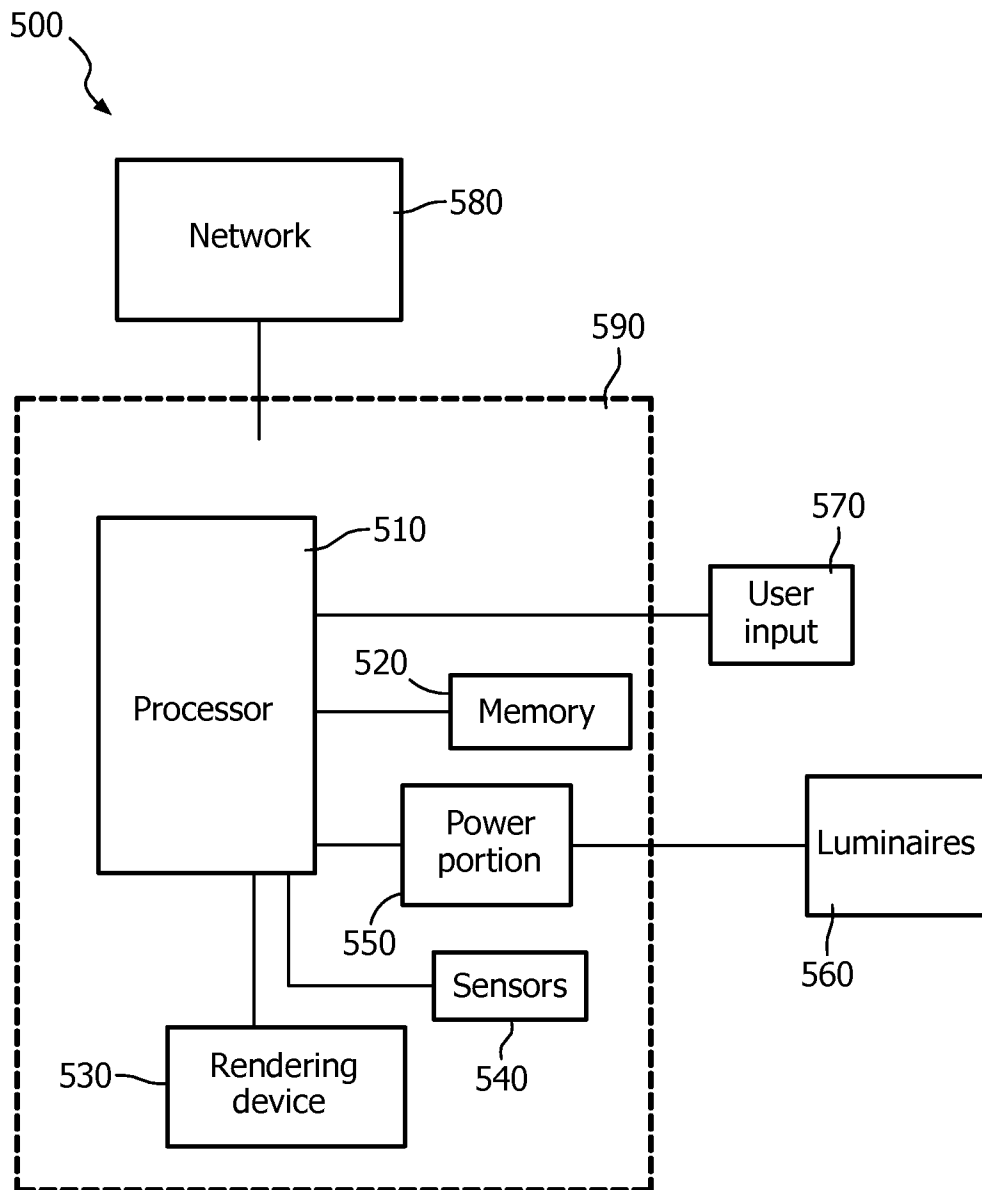 500
Network
580
590
510
570
User
input
520
Processor
Memory
Power
portion
Luminaires
550
560
Sensors
540
530
Rendering
device